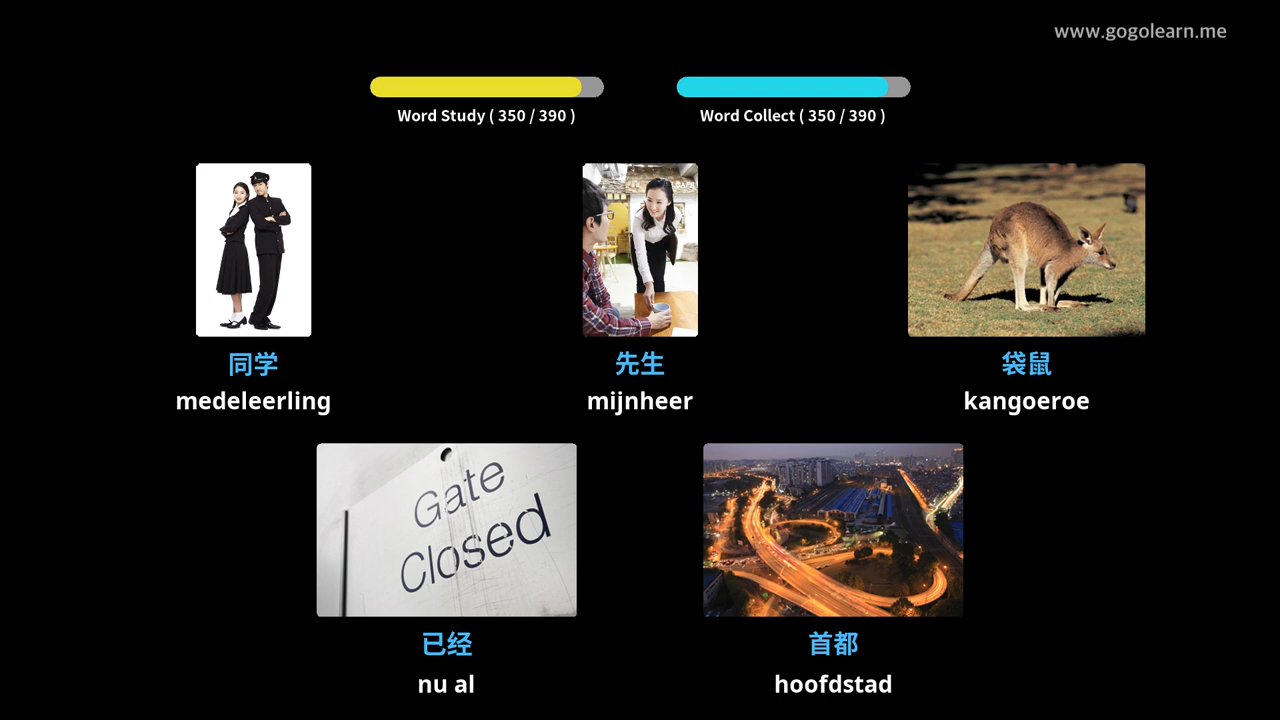 www.gogolearn.me
Word Study ( 350 / 390 )
Word Collect ( 350 / 390 )
同学
medeleerling
先生
mijnheer
袋鼠
kangoeroe
Gate
Closed
已经
nu al
首都
hoofdstad